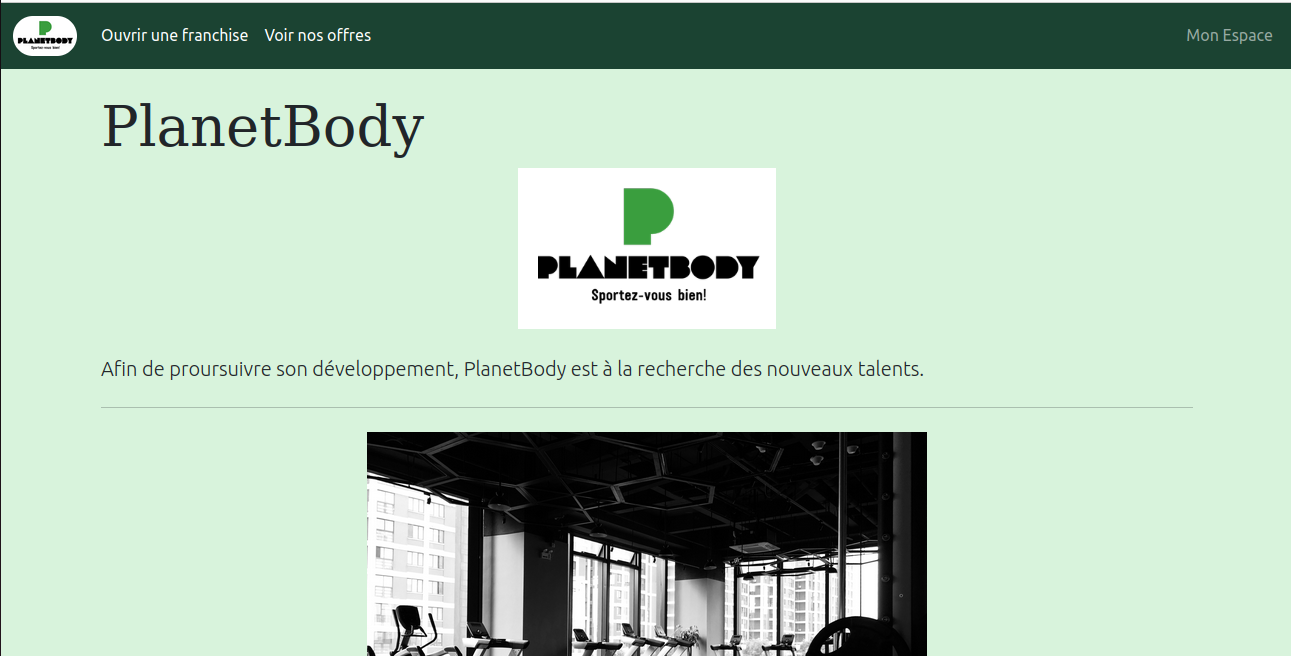 PLANETBODY
Sportez-vous bien!
Ouvrir une franchise Voir nos offres Mon Espace
PlanetBody
P
PLANETBODY
Sportez-vous bien!
Afin de proursuivre son développement, PlanetBody est à la recherche des nouveaux talents.